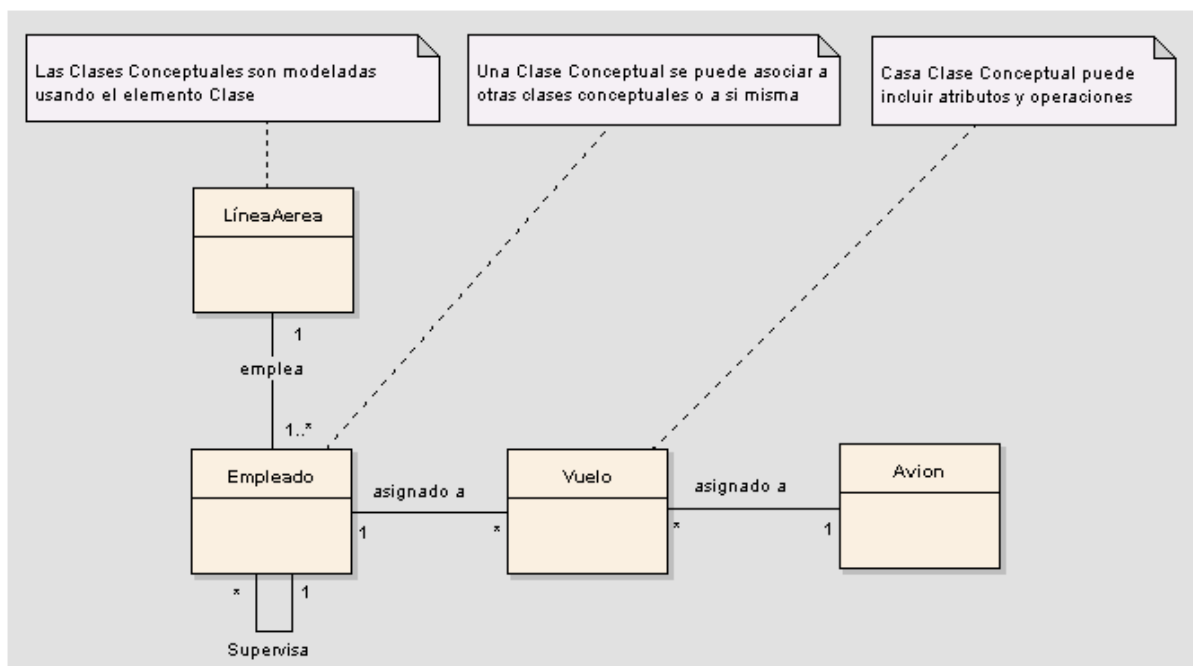 Las Clases Conceptuales son modeladas
usando el elemento Clase
Una Clase Conceptual se puede asociar a
otras clases conceptuales o a si misma
Casa Clase Conceptual puede
incluir atributos y operaciones
LíneaAerea
1
emplea
1..*
Empleado
asignado a
1
*
Vuelo
asignado a
*
1
Avion
*
1
Supervisa